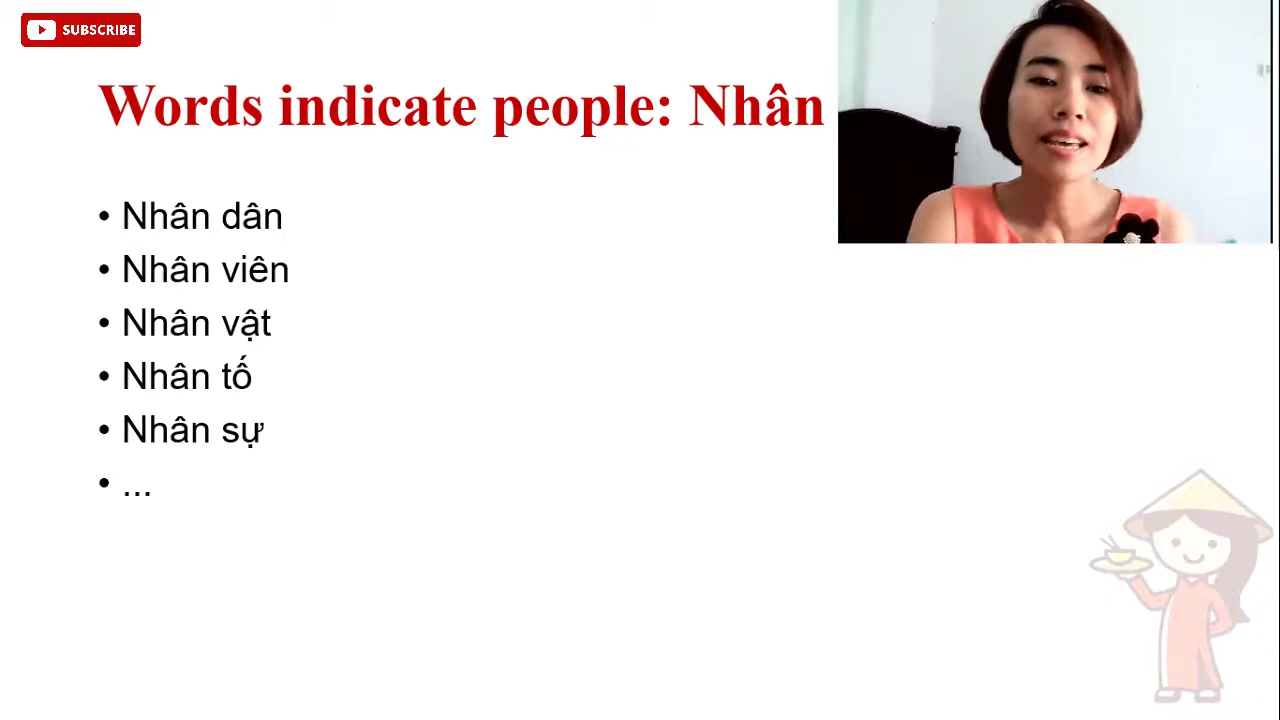 SUBSCRIBE
Words indicate people: Nhân
• Nhân dân
• Nhân viên
• Nhân vật
• Nhân tố
• Nhân sự
• ...